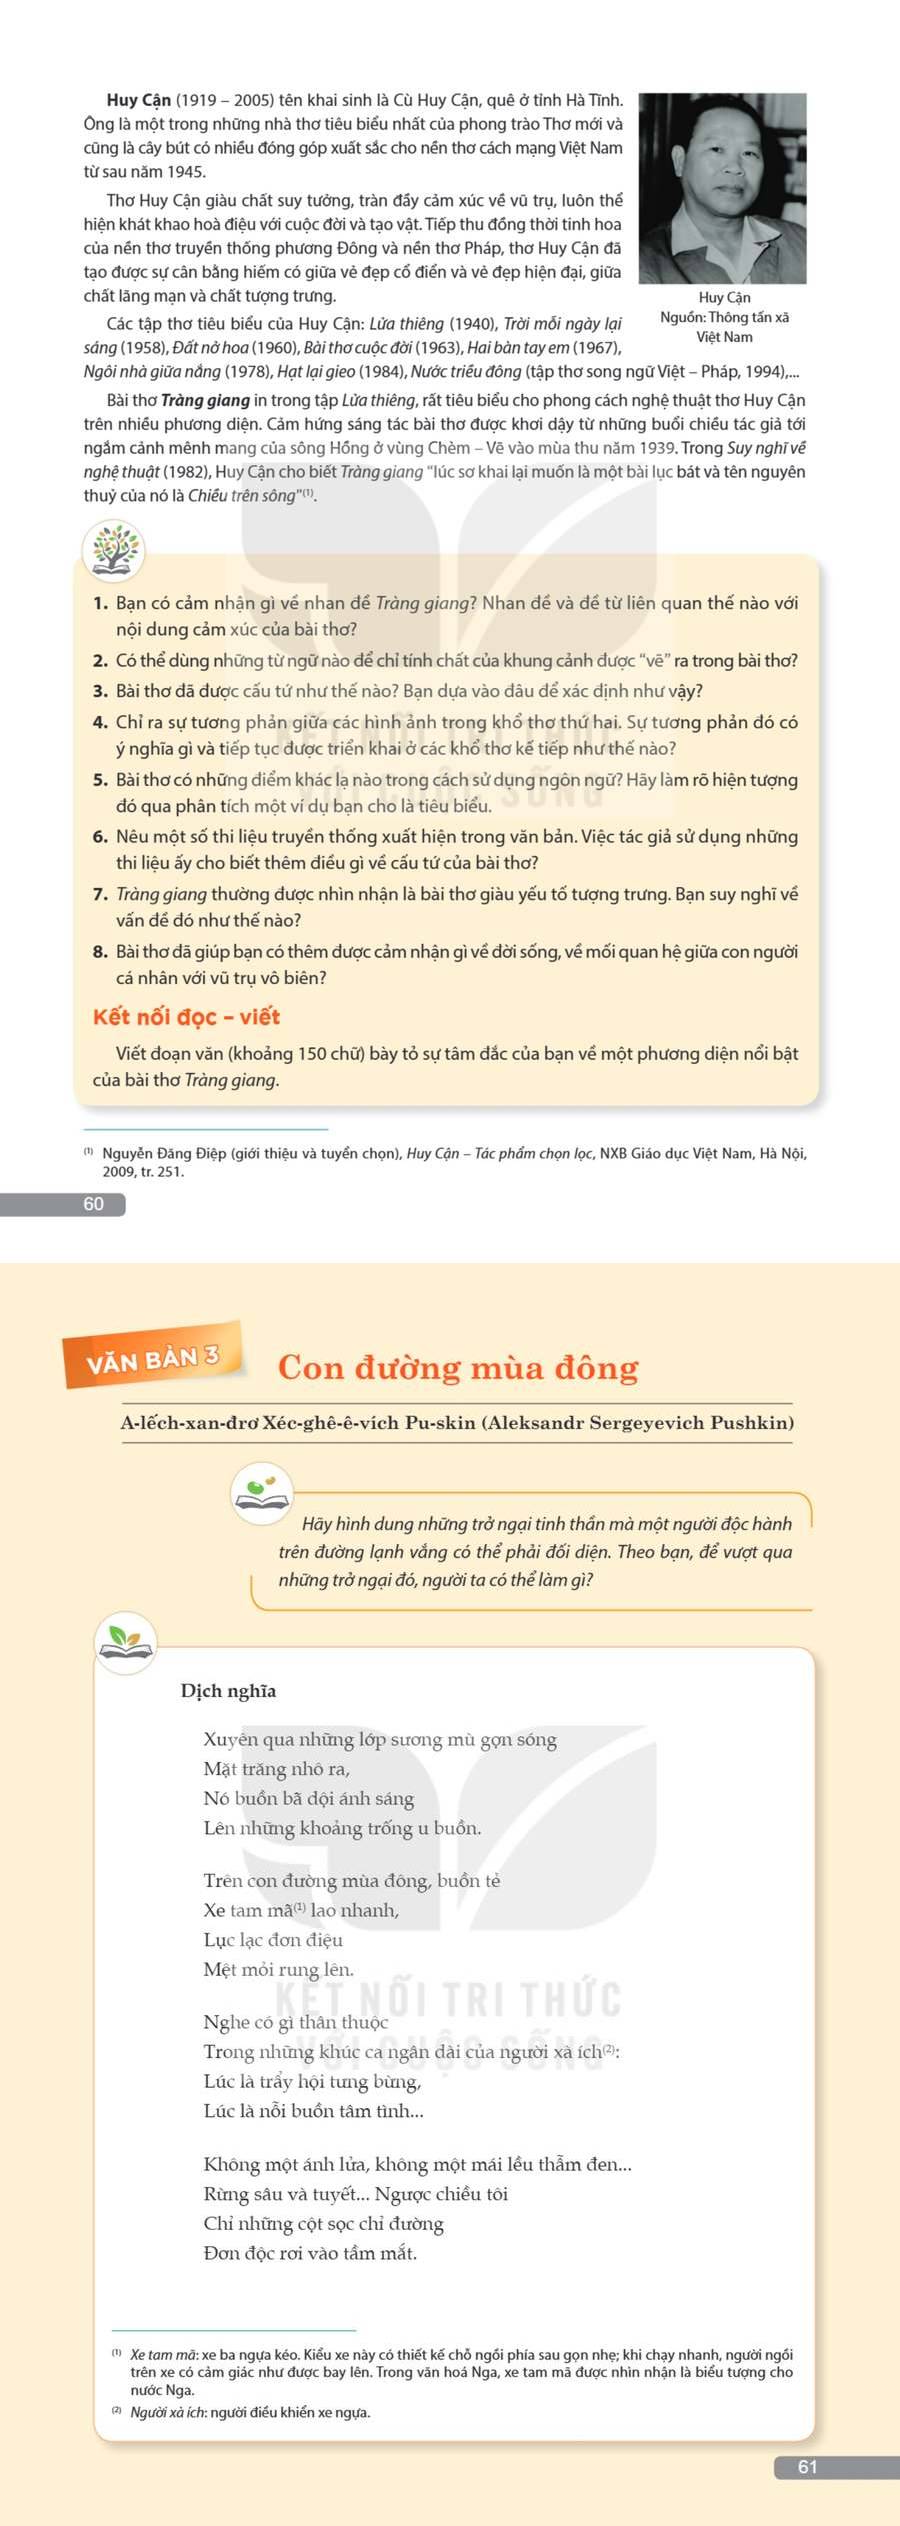 Huy Cận (1919 – 2005) tên khai sinh là Cù Huy Cận, quê ở tỉnh Hà Tĩnh.
Ông là một trong những nhà thơ tiêu biểu nhất của phong trào Thơ mới và
cũng là cây bút có nhiều đóng góp xuất sắc cho nền thơ cách mạng Việt Nam
từ sau năm 1945.
Thơ Huy Cận giàu chất suy tưởng, tràn đầy cảm xúc về vũ trụ, luôn thể
hiện khát khao hoà điệu với cuộc đời và tạo vật. Tiếp thu đồng thời tinh hoa
của nền thơ truyền thống phương Đông và nền thơ Pháp, thơ Huy Cận đã
tạo được sự cân bằng hiếm có giữa vẻ đẹp cổ điển và vẻ đẹp hiện đại, giữa
chất lãng mạn và chất tượng trưng.
Huy Cận
Nguồn: Thông tấn xã
Việt Nam
Các tập thơ tiêu biểu của Huy Cận: Lửa thiêng (1940), Trời mỗi ngày lại
sáng (1958), Đất nở hoa (1960), Bài thơ cuộc đời (1963), Hai bàn tay em (1967),
Ngôi nhà giữa nắng (1978), Hạt lại gieo (1984), Nước triều đông (tập thơ song ngữ Việt – Pháp, 1994),...
Bài thơ Tràng giang in trong tập Lửa thiêng, rất tiêu biểu cho phong cách nghệ thuật thơ Huy Cận
trên nhiều phương diện. Cảm hứng sáng tác bài thơ được khơi dậy từ những buổi chiều tác giả tới
ngắm cảnh mênh mang của sông Hồng ở vùng Chèm – Vẽ vào mùa thu năm 1939. Trong Suy nghĩ về
nghệ thuật (1982), Huy Cận cho biết Tràng giang "lúc sơ khai lại muốn là một bài lục bát và tên nguyên
thuỷ của nó là Chiều trên sông"(1).
1. Bạn có cảm nhận gì về nhan đề Tràng giang? Nhan đề và đề từ liên quan thế nào với
nội dung cảm xúc của bài thơ?
2. Có thể dùng những từ ngữ nào để chỉ tính chất của khung cảnh được "vẽ" ra trong bài thơ?
3. Bài thơ đã được cấu tứ như thế nào? Bạn dựa vào đâu để xác định như vậy?
4. Chỉ ra sự tương phản giữa các hình ảnh trong khổ thơ thứ hai. Sự tương phản đó có
ý nghĩa gì và tiếp tục được triển khai ở các khổ thơ kế tiếp như thế nào?
5. Bài thơ có những điểm khác lạ nào trong cách sử dụng ngôn ngữ? Hãy làm rõ hiện tượng
đó qua phân tích một ví dụ bạn cho là tiêu biểu.
6. Nêu một số thi liệu truyền thống xuất hiện trong văn bản. Việc tác giả sử dụng những
thi liệu ấy cho biết thêm điều gì về cấu tứ của bài thơ?
7. Tràng giang thường được nhìn nhận là bài thơ giàu yếu tố tượng trưng. Bạn suy nghĩ về
vấn đề đó như thế nào?
8. Bài thơ đã giúp bạn có thêm được cảm nhận gì về đời sống, về mối quan hệ giữa con người
cá nhân với vũ trụ vô biên?
KẾT NỐI TRI THỨC
VỚI CUỘC SỐNG
Kết nối đọc – viết
Viết đoạn văn (khoảng 150 chữ) bày tỏ sự tâm đắc của bạn về một phương diện nổi bật
của bài thơ Tràng giang.
(1) Nguyễn Đăng Điệp (giới thiệu và tuyển chọn), Huy Cận – Tác phẩm chọn lọc, NXB Giáo dục Việt Nam, Hà Nội,
2009, tr. 251.
60
VĂN BẢN 3
Con đường mùa đông
A-lếch-xan-đrơ Xéc-ghê-ê-vích Pu-skin (Aleksandr Sergeyevich Pushkin)
Hãy hình dung những trở ngại tinh thần mà một người độc hành
trên đường lạnh vắng có thể phải đối diện. Theo bạn, để vượt qua
những trở ngại đó, người ta có thể làm gì?
Dịch nghĩa
Xuyên qua những lớp sương mù gợn sóng
Mặt trăng nhô ra,
Nó buồn bã dội ánh sáng
Lên những khoảng trống u buồn.
Trên con đường mùa đông, buồn tẻ
Xe tam mã(1) lao nhanh,
Lục lạc đơn điệu
Mệt mỏi rung lên.
Nghe có gì thân thuộc
Trong những khúc ca ngân dài của người xà ích(2):
Lúc là trẩy hội tưng bừng,
Lúc là nỗi buồn tâm tình...
KẾT NỐI TRI THỨC
VỚI CUỘC SỐNG
Không một ánh lửa, không một mái lều thẫm đen...
Rừng sâu và tuyết... Ngược chiều tôi
Chỉ những cột sọc chỉ đường
Đơn độc rơi vào tầm mắt.
(1) Xe tam mã: xe ba ngựa kéo. Kiểu xe này có thiết kế chỗ ngồi phía sau gọn nhẹ; khi chạy nhanh, người ngồi
trên xe có cảm giác như được bay lên. Trong văn hoá Nga, xe tam mã được nhìn nhận là biểu tượng cho
nước Nga.
(2) Người xà ích: người điều khiển xe ngựa.
61